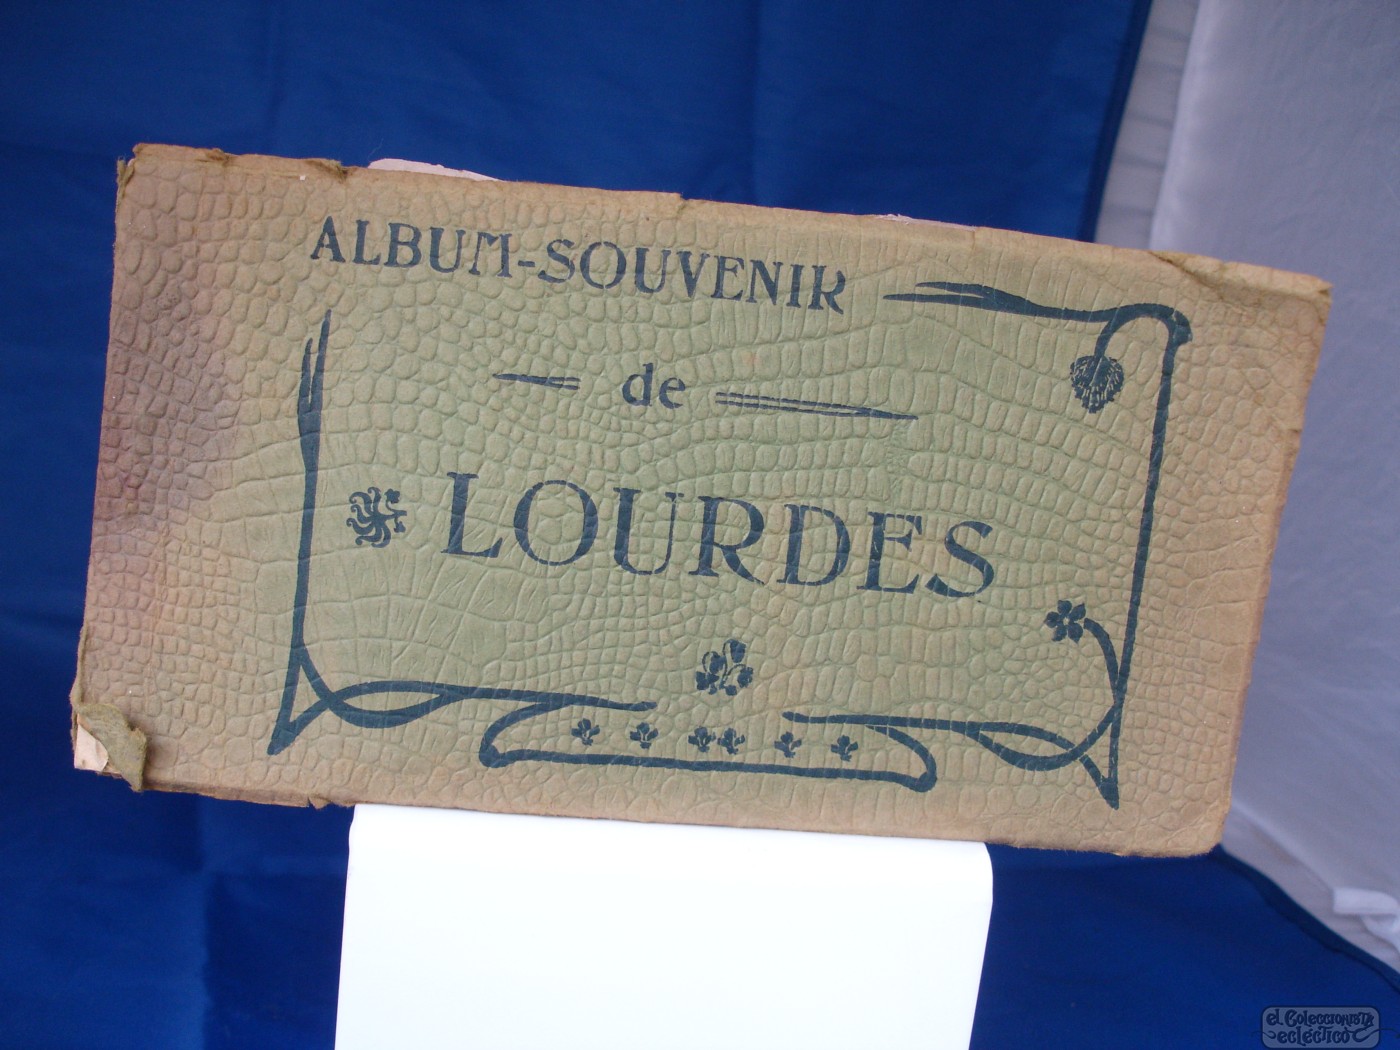 ALBUM-SOUVENIR
de
LOURDES
el Coleccionista
ecléctico